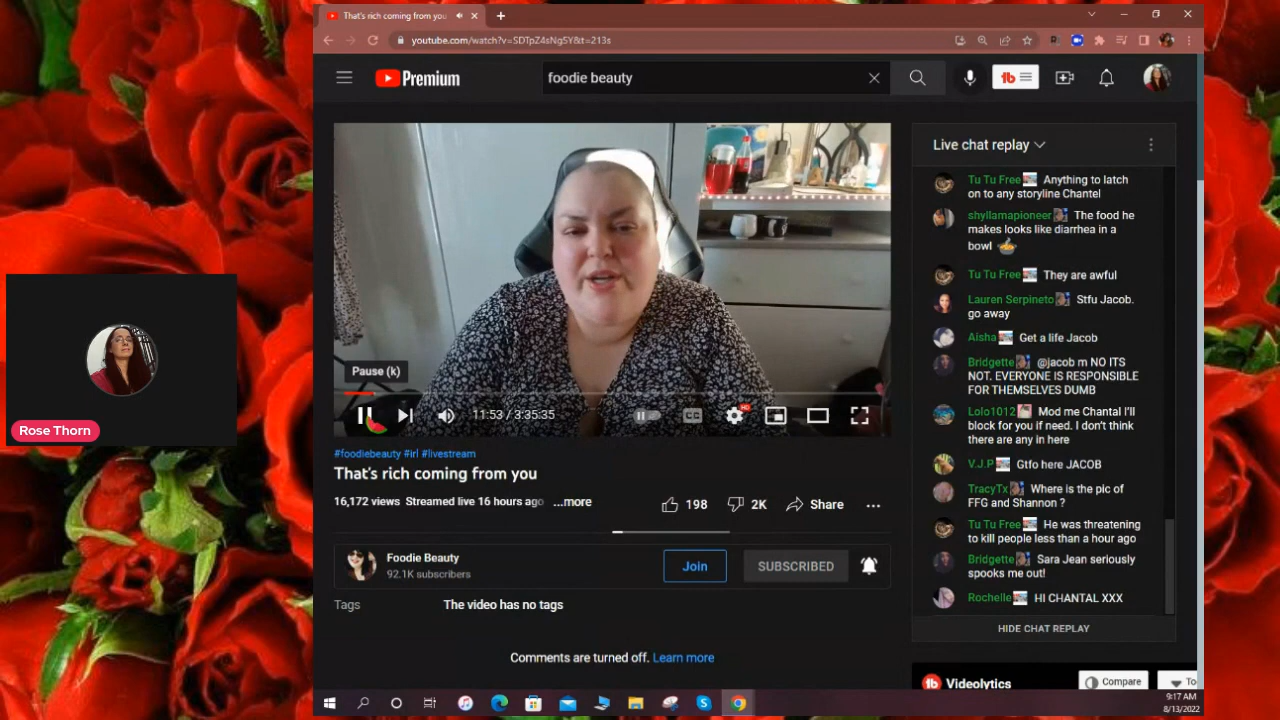 That's rich coming from you
youtube.com/watch?v=SDTpZ4sNg5Y&t=213s
Premium
foodie beauty
tb
Pause (k)
11:53 / 3:35:35
CC
HD
#foodiebeauty #irl #livestream
That's rich coming from you
16,172 views Streamed live 16 hours ago ...more
198
2K
Share
Foodie Beauty
92.1K subscribers
Join
SUBSCRIBED
Tags
The video has no tags
Comments are turned off. Learn more
Live chat replay
Tu Tu Free Anything to latch
on to any storyline Chantel
shyllamapioneer The food he
makes looks like diarrhea in a
bowl
Tu Tu Free They are awful
Lauren Serpineto Stfu Jacob.
go away
Aisha Get a life Jacob
Bridgette @jacob m NO ITS
NOT. EVERYONE IS RESPONSIBLE
FOR THEMSELVES DUMB
Lolo1012 Mod me Chantal I'll
block for you if need. I don't think
there are any in here
V.J.P Gtfo here JACOB
TracyTx Where is the pic of
FFG and Shannon ?
Tu Tu Free He was threatening
to kill people less than a hour ago
Bridgette Sara Jean seriously
spooks me out!
Rochelle HI CHANTAL XXX
HIDE CHAT REPLAY
tb Videolytics
Compare
To
Rose Thorn
9:17 AM
8/13/2022